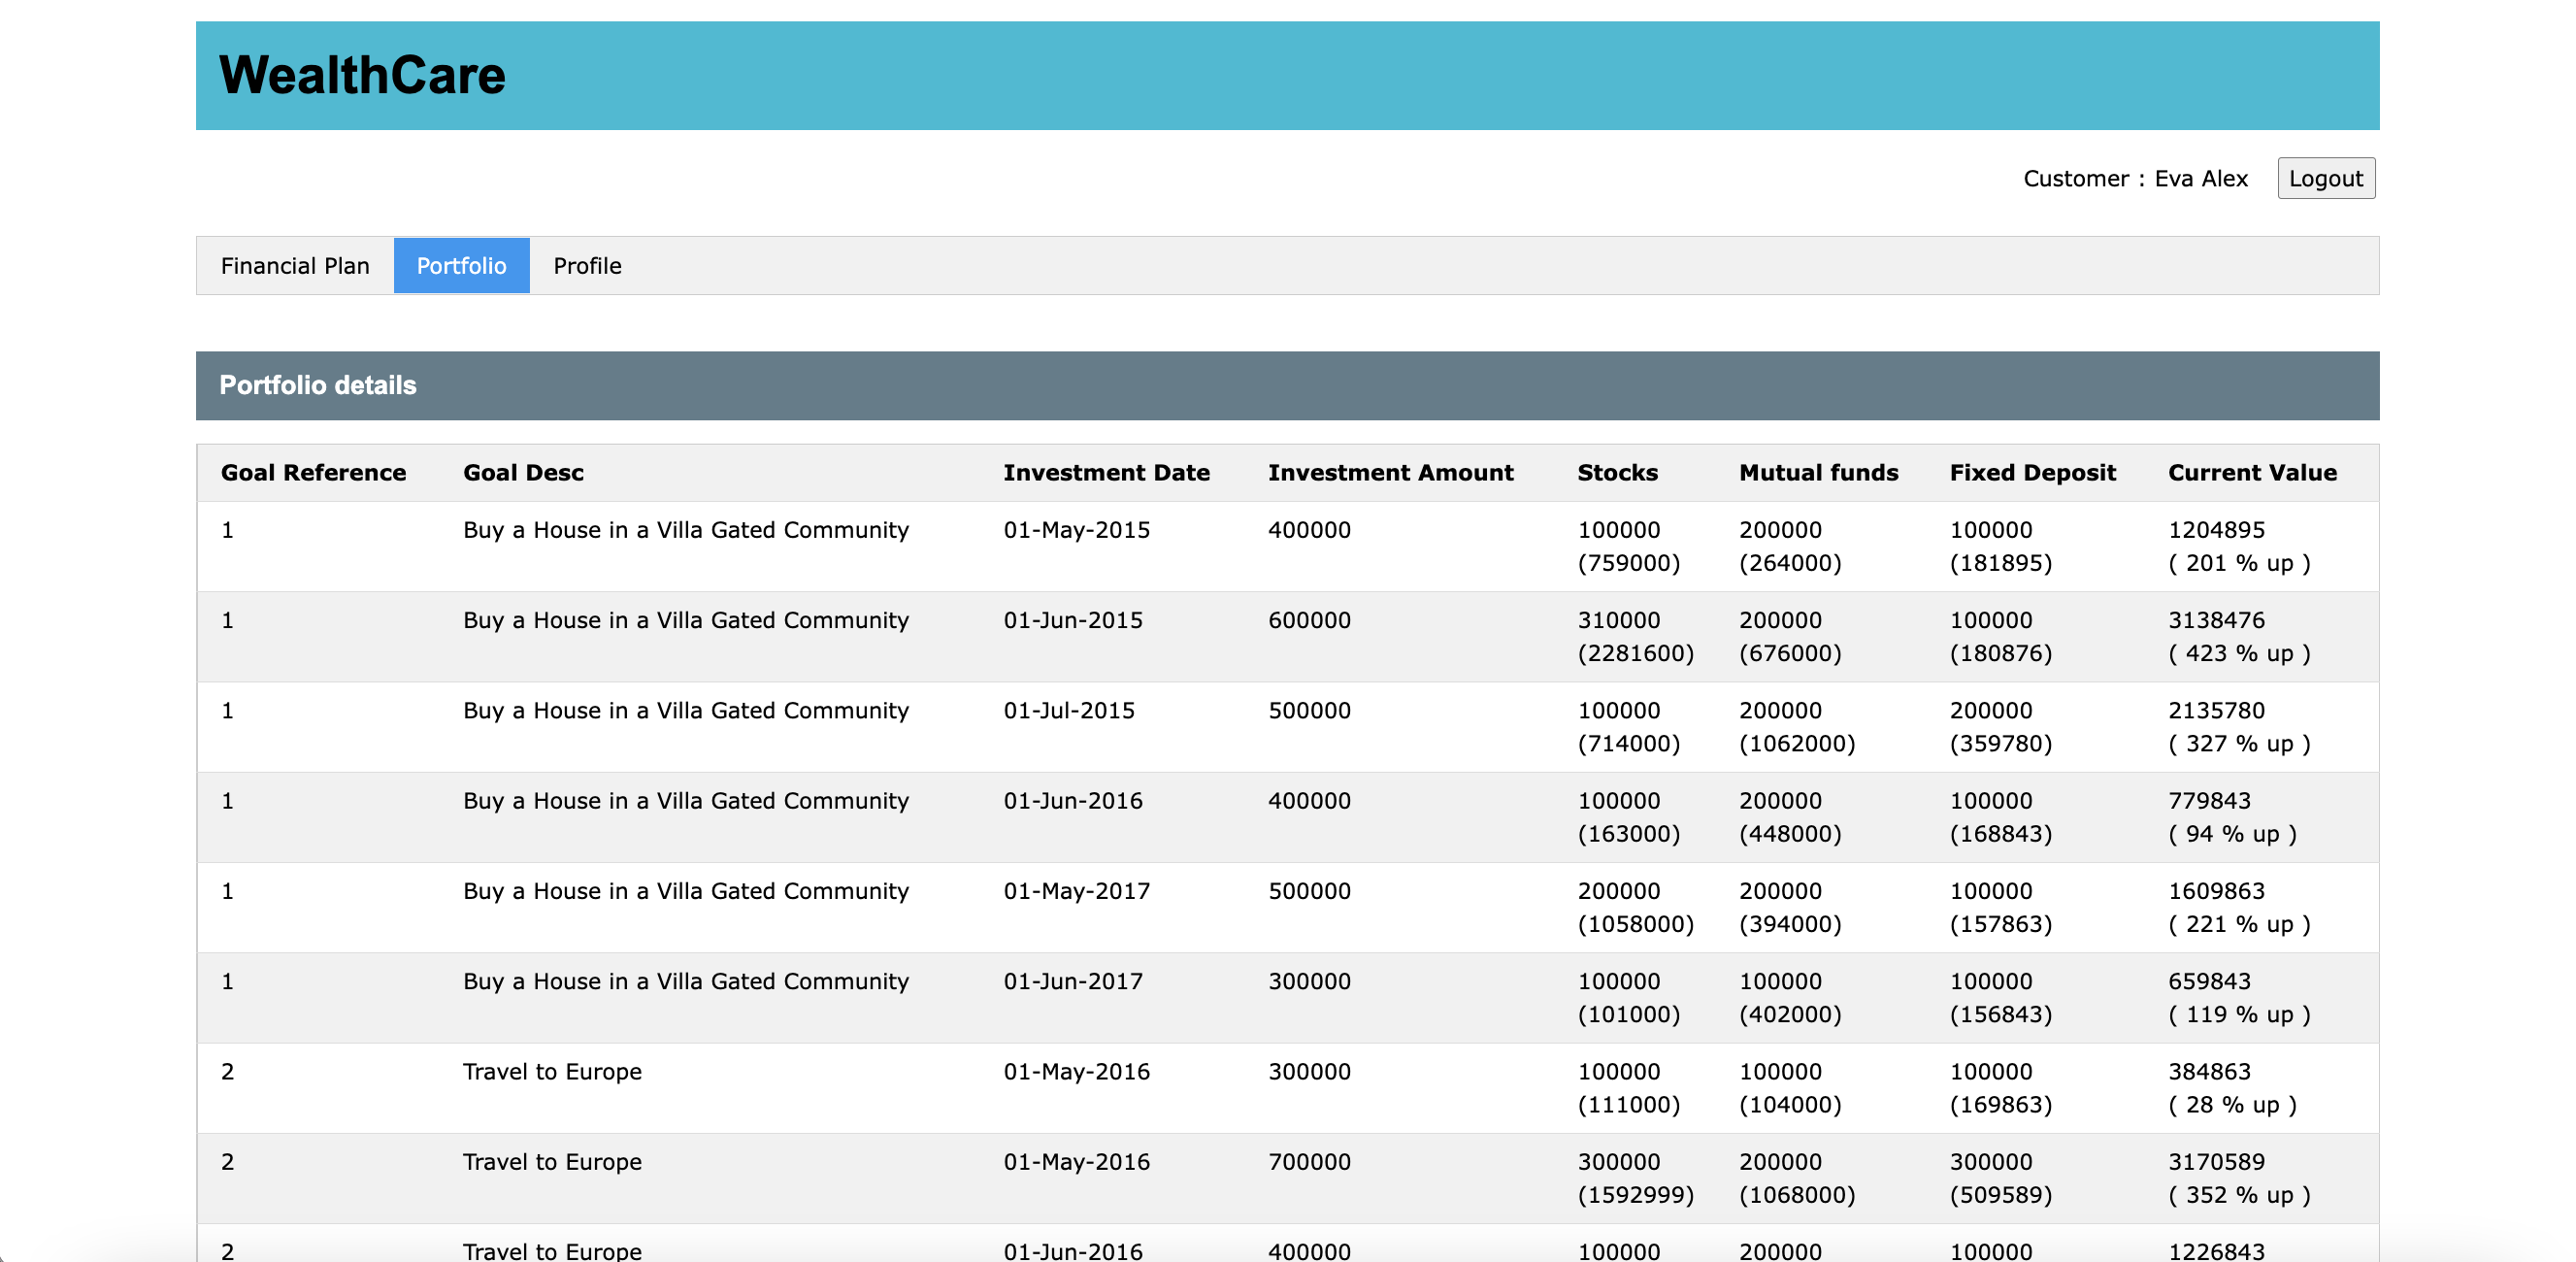 WealthCare
Customer : Eva Alex Logout
Financial Plan Portfolio Profile
Portfolio details
Goal Reference Goal Desc Investment Date Investment Amount Stocks Mutual funds Fixed Deposit Current Value
1 Buy a House in a Villa Gated Community 01-May-2015 400000 100000 200000 100000 1204895
(759000) (264000) (181895) ( 201 % up )
1 Buy a House in a Villa Gated Community 01-Jun-2015 600000 310000 200000 100000 3138476
(2281600) (676000) (180876) ( 423 % up )
1 Buy a House in a Villa Gated Community 01-Jul-2015 500000 100000 200000 200000 2135780
(714000) (1062000) (359780) ( 327 % up )
1 Buy a House in a Villa Gated Community 01-Jun-2016 400000 100000 200000 100000 779843
(163000) (448000) (168843) ( 94 % up )
1 Buy a House in a Villa Gated Community 01-May-2017 500000 200000 200000 100000 1609863
(1058000) (394000) (157863) ( 221 % up )
1 Buy a House in a Villa Gated Community 01-Jun-2017 300000 100000 100000 100000 659843
(101000) (402000) (156843) ( 119 % up )
2 Travel to Europe 01-May-2016 300000 100000 100000 100000 384863
(111000) (104000) (169863) ( 28 % up )
2 Travel to Europe 01-May-2016 700000 300000 200000 300000 3170589
(1592999) (1068000) (509589) ( 352 % up )
2 Travel to Europe 01-Jun-2016 400000 100000 200000 100000 1226843